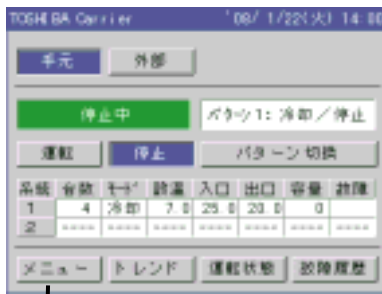 TOSHIBA Carrier '08/ 1/22(火) 14:00
手元 外部
停止中 パターン1:冷却/停止
運転 停止 パターン切換
系統 台数 モード 設温 入口 出口 容量 故障
1 4 冷却 7.0 25.0 20.0 0
2 ---- ---- ---- ---- ---- ---- ----
メニュー トレンド 運転状態 故障履歴